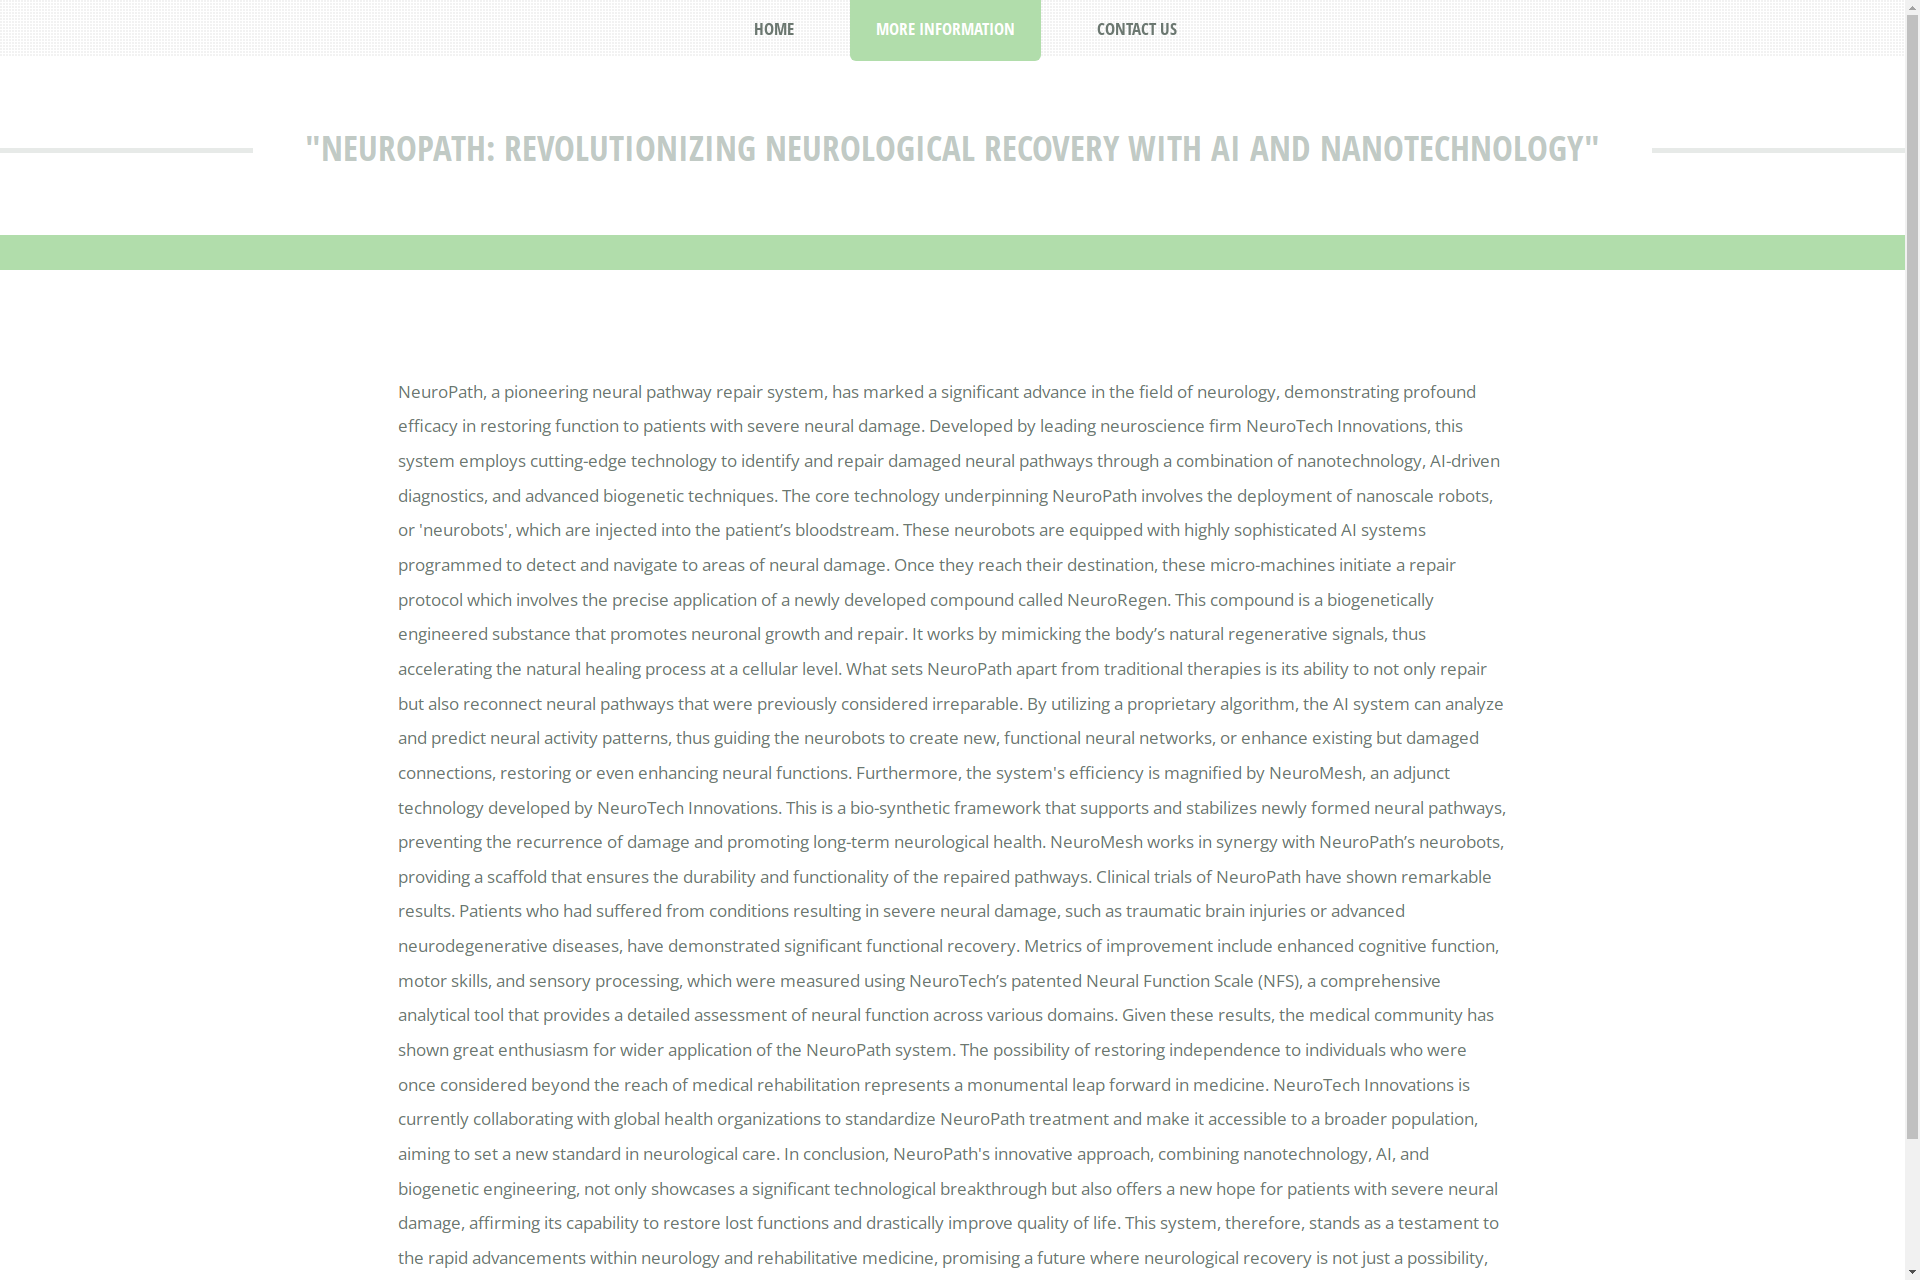 HOME
MORE INFORMATION
CONTACT US
"NEUROPATH: REVOLUTIONIZING NEUROLOGICAL RECOVERY WITH AI AND NANOTECHNOLOGY"
NeuroPath, a pioneering neural pathway repair system, has marked a significant advance in the field of neurology, demonstrating profound
efficacy in restoring function to patients with severe neural damage. Developed by leading neuroscience firm NeuroTech Innovations, this
system employs cutting-edge technology to identify and repair damaged neural pathways through a combination of nanotechnology, AI-driven
diagnostics, and advanced biogenetic techniques. The core technology underpinning NeuroPath involves the deployment of nanoscale robots,
or 'neurobots', which are injected into the patient’s bloodstream. These neurobots are equipped with highly sophisticated AI systems
programmed to detect and navigate to areas of neural damage. Once they reach their destination, these micro-machines initiate a repair
protocol which involves the precise application of a newly developed compound called NeuroRegen. This compound is a biogenetically
engineered substance that promotes neuronal growth and repair. It works by mimicking the body’s natural regenerative signals, thus
accelerating the natural healing process at a cellular level. What sets NeuroPath apart from traditional therapies is its ability to not only repair
but also reconnect neural pathways that were previously considered irreparable. By utilizing a proprietary algorithm, the AI system can analyze
and predict neural activity patterns, thus guiding the neurobots to create new, functional neural networks, or enhance existing but damaged
connections, restoring or even enhancing neural functions. Furthermore, the system's efficiency is magnified by NeuroMesh, an adjunct
technology developed by NeuroTech Innovations. This is a bio-synthetic framework that supports and stabilizes newly formed neural pathways,
preventing the recurrence of damage and promoting long-term neurological health. NeuroMesh works in synergy with NeuroPath’s neurobots,
providing a scaffold that ensures the durability and functionality of the repaired pathways. Clinical trials of NeuroPath have shown remarkable
results. Patients who had suffered from conditions resulting in severe neural damage, such as traumatic brain injuries or advanced
neurodegenerative diseases, have demonstrated significant functional recovery. Metrics of improvement include enhanced cognitive function,
motor skills, and sensory processing, which were measured using NeuroTech’s patented Neural Function Scale (NFS), a comprehensive
analytical tool that provides a detailed assessment of neural function across various domains. Given these results, the medical community has
shown great enthusiasm for wider application of the NeuroPath system. The possibility of restoring independence to individuals who were
once considered beyond the reach of medical rehabilitation represents a monumental leap forward in medicine. NeuroTech Innovations is
currently collaborating with global health organizations to standardize NeuroPath treatment and make it accessible to a broader population,
aiming to set a new standard in neurological care. In conclusion, NeuroPath's innovative approach, combining nanotechnology, AI, and
biogenetic engineering, not only showcases a significant technological breakthrough but also offers a new hope for patients with severe neural
damage, affirming its capability to restore lost functions and drastically improve quality of life. This system, therefore, stands as a testament to
the rapid advancements within neurology and rehabilitative medicine, promising a future where neurological recovery is not just a possibility,